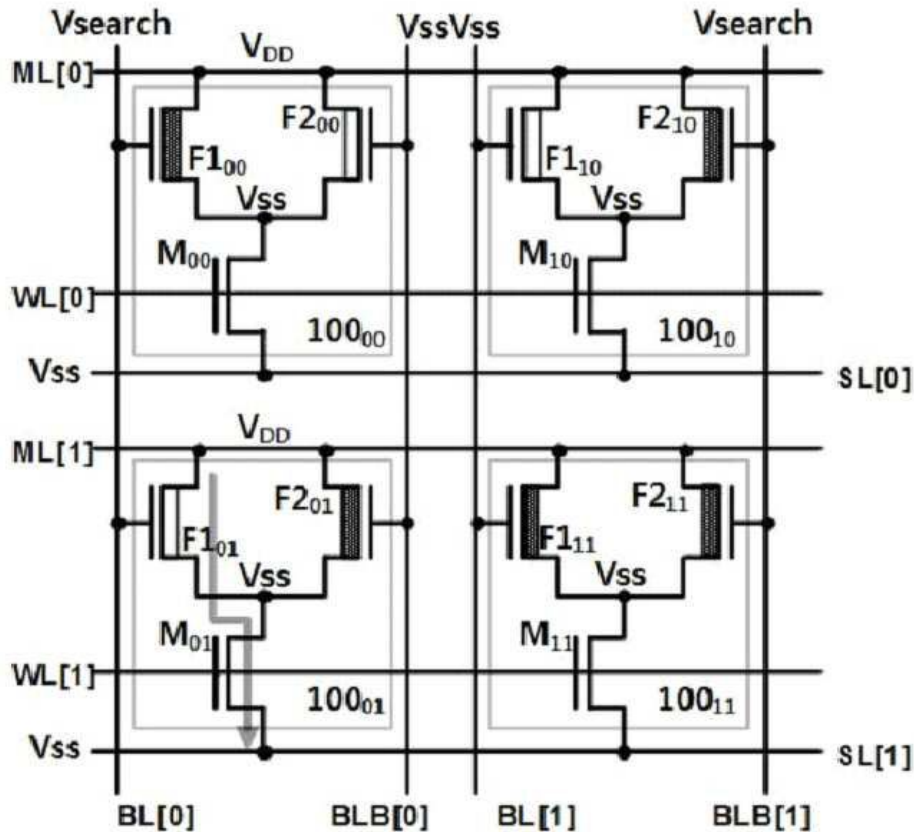 Vsearch VssVss Vsearch
V_DD
ML[0]
F1₀₀ F2₀₀ F1₁₀ F2₁₀
Vss Vss
M₀₀ M₁₀
WL[0]
100₀₀ 100₁₀
Vss SL[0]
V_DD
ML[1]
F1₀₁ F2₀₁ F1₁₁ F2₁₁
Vss Vss
M₀₁ M₁₁
WL[1]
100₀₁ 100₁₁
Vss SL[1]
BL[0] BLB[0] BL[1] BLB[1]